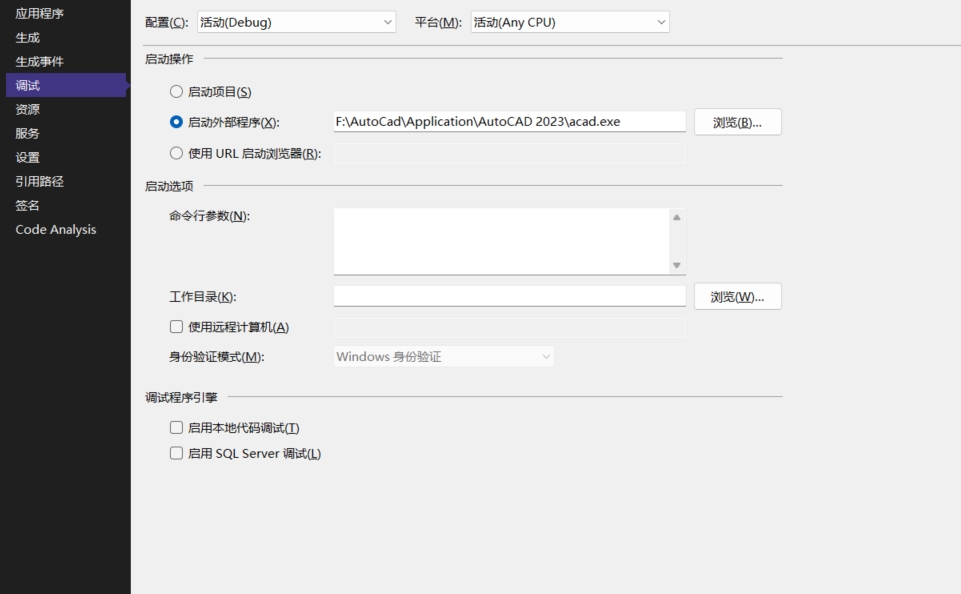 应用程序
生成
生成事件
调试
资源
服务
设置
引用路径
签名
Code Analysis
配置(C): 活动(Debug) 平台(M): 活动(Any CPU)
启动操作
启动项目(S)
启动外部程序(X): F:\AutoCad\Application\AutoCAD 2023\acad.exe 浏览(B)...
使用 URL 启动浏览器(R):
启动选项
命令行参数(N):
工作目录(K): 浏览(W)...
使用远程计算机(A)
身份验证模式(M): Windows 身份验证
调试程序引擎
启用本地代码调试(T)
启用 SQL Server 调试(L)